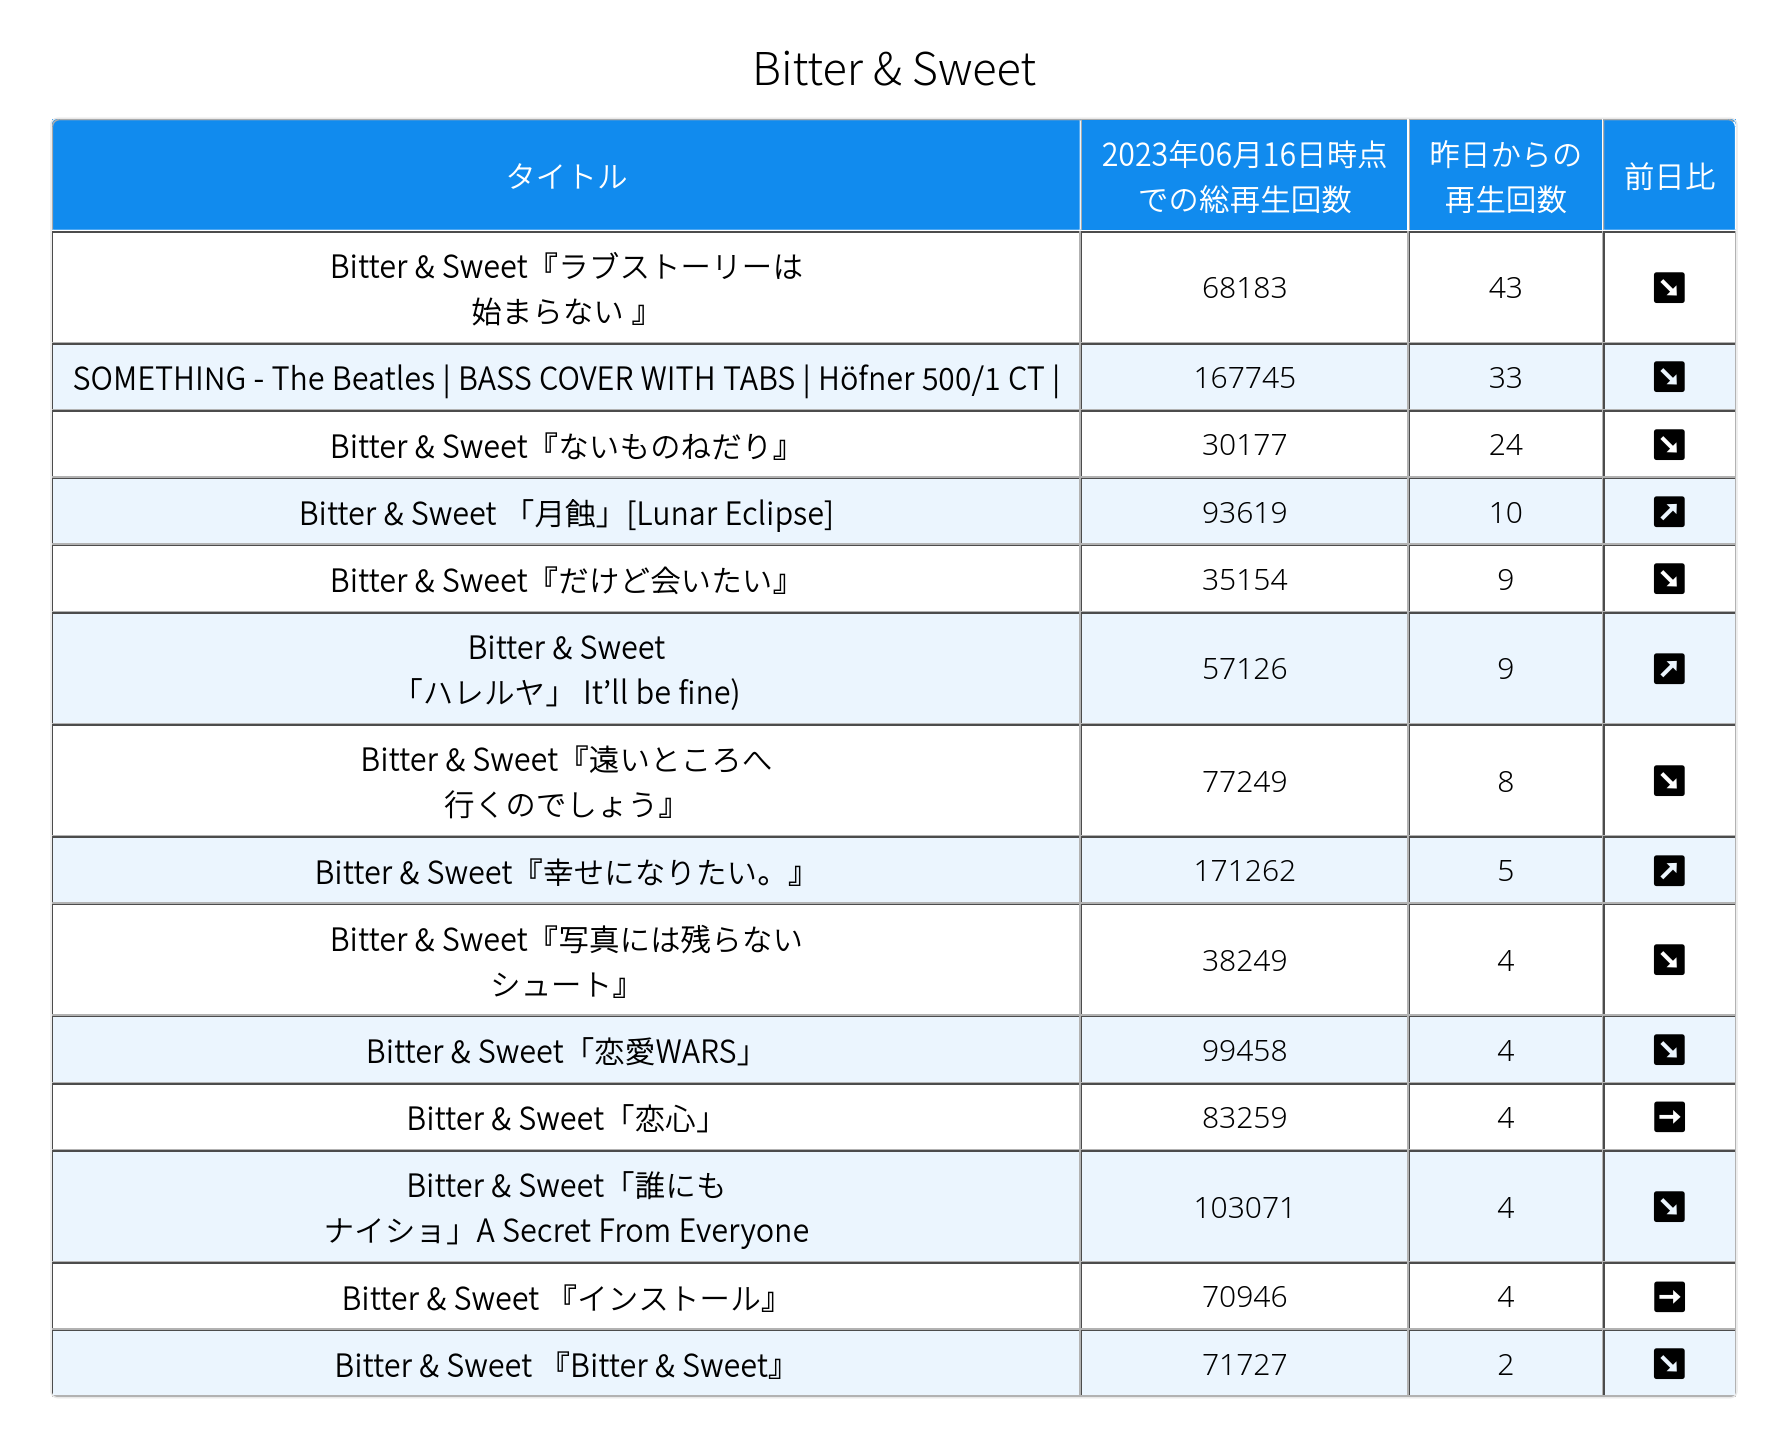 Bitter & Sweet
タイトル
2023年06月16日時点
での総再生回数
昨日からの
再生回数
前日比
Bitter & Sweet『ラブストーリーは
始まらない 』
68183
43
SOMETHING - The Beatles | BASS COVER WITH TABS | Höfner 500/1 CT |
167745
33
Bitter & Sweet『ないものねだり』
30177
24
Bitter & Sweet 「月蝕」[Lunar Eclipse]
93619
10
Bitter & Sweet『だけど会いたい』
35154
9
Bitter & Sweet
「ハレルヤ」 It’ll be fine)
57126
9
Bitter & Sweet『遠いところへ
行くのでしょう』
77249
8
Bitter & Sweet『幸せになりたい。』
171262
5
Bitter & Sweet『写真には残らない
シュート』
38249
4
Bitter & Sweet「恋愛WARS」
99458
4
Bitter & Sweet「恋心」
83259
4
Bitter & Sweet「誰にも
ナイショ」A Secret From Everyone
103071
4
Bitter & Sweet 『インストール』
70946
4
Bitter & Sweet 『Bitter & Sweet』
71727
2